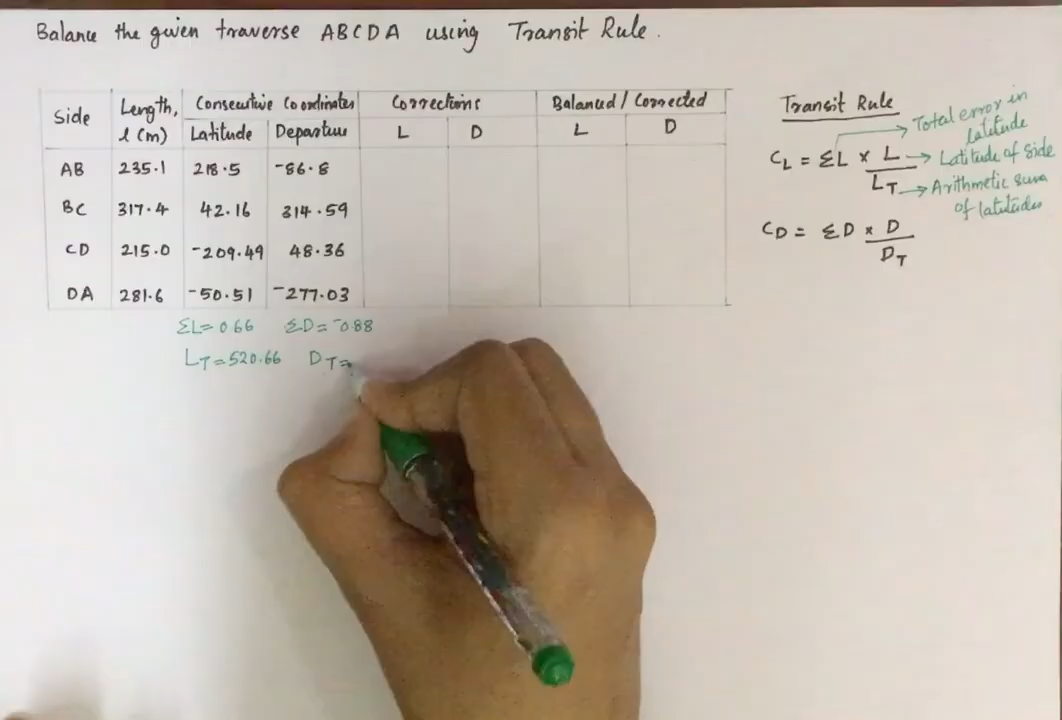 Balance the given traverse ABCDA using Transit Rule.
Side Length, l (m) Consecutive Coordinates Corrections Balanced / Corrected
Latitude Departure L D L D
AB 235.1 218.5 -86.8
BC 317.4 42.16 314.59
CD 215.0 -209.49 48.36
DA 281.6 -50.51 -277.03
ΣL= 0.66 ΣD= -0.88
LT = 520.66 DT =
Transit Rule
CL = ΣL × L / LT
Total error in latitude
Latitude of side
Arithmetic sum of latitudes
CD = ΣD × D / DT